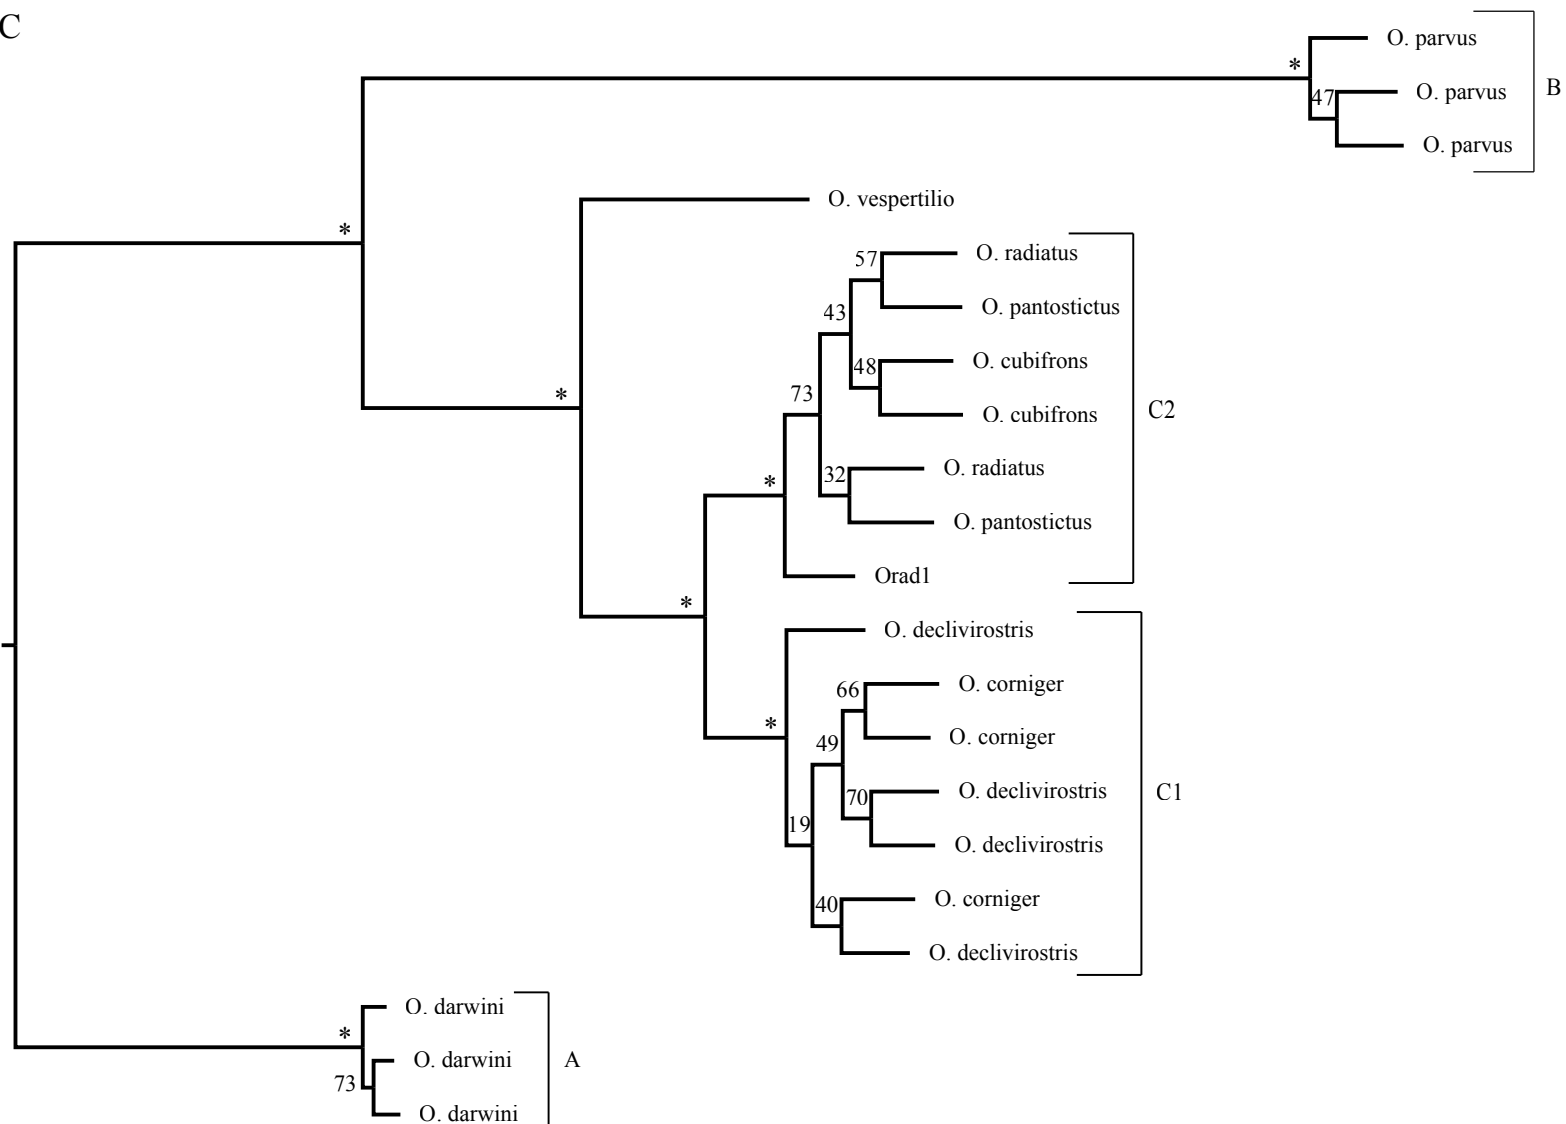 C
O. parvus
*
B
47
O. parvus
O. parvus
O. vespertilio
*
O. radiatus
57
O. pantostictus
43
O. cubifrons
48
*
73
C2
O. cubifrons
O. radiatus
32
*
O. pantostictus
Orad1
*
O. declivirostris
O. corniger
66
*
O. corniger
49
O. declivirostris
70
C1
19
O. declivirostris
O. corniger
40
O. declivirostris
O. darwini
*
O. darwini
A
73
O. darwini